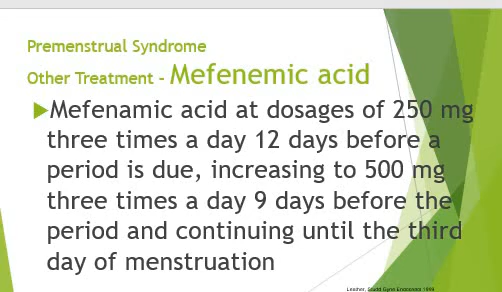 Premenstrual Syndrome
Other Treatment - Mefenemic acid
Mefenamic acid at dosages of 250 mg
three times a day 12 days before a
period is due, increasing to 500 mg
three times a day 9 days before the
period and continuing until the third
day of menstruation
1999